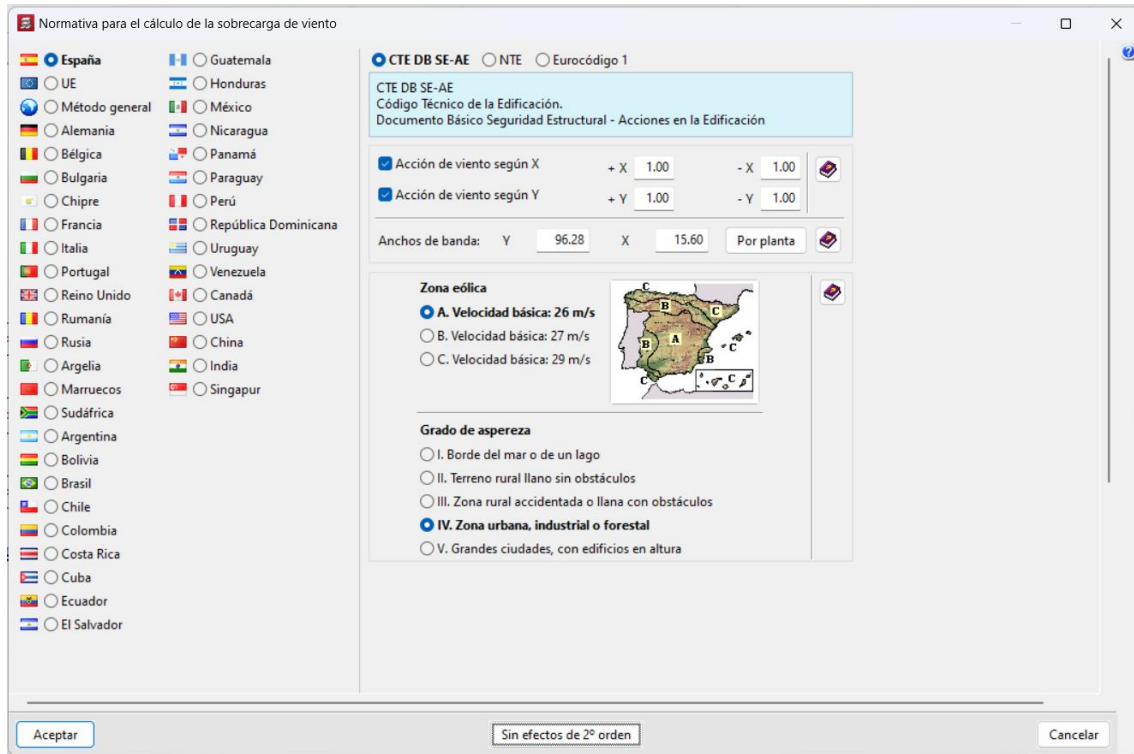 Normativa para el cálculo de la sobrecarga de viento
España
UE
Método general
Alemania
Bélgica
Bulgaria
Chipre
Francia
Italia
Portugal
Reino Unido
Rumanía
Rusia
Argelia
Marruecos
Sudáfrica
Argentina
Bolivia
Brasil
Chile
Colombia
Costa Rica
Cuba
Ecuador
El Salvador
Guatemala
Honduras
México
Nicaragua
Panamá
Paraguay
Perú
República Dominicana
Uruguay
Venezuela
Canadá
USA
China
India
Singapur
CTE DB SE-AE NTE Eurocódigo 1
CTE DB SE-AE
Código Técnico de la Edificación.
Documento Básico Seguridad Estructural - Acciones en la Edificación
Acción de viento según X + X 1.00 - X 1.00
Acción de viento según Y + Y 1.00 - Y 1.00
Anchos de banda: Y 96.28 X 15.60 Por planta
Zona eólica
A. Velocidad básica: 26 m/s
B. Velocidad básica: 27 m/s
C. Velocidad básica: 29 m/s
C
B
C
A
B
C
B
C
C
Grado de aspereza
I. Borde del mar o de un lago
II. Terreno rural llano sin obstáculos
III. Zona rural accidentada o llana con obstáculos
IV. Zona urbana, industrial o forestal
V. Grandes ciudades, con edificios en altura
Aceptar Sin efectos de 2º orden Cancelar